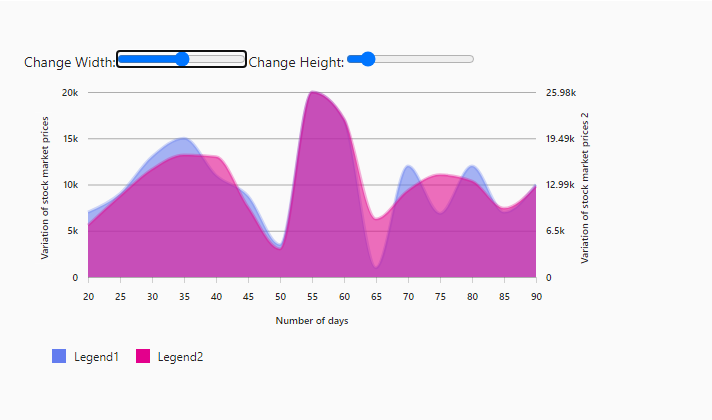 Change Width: Change Height:
20k 25.98k
15k 19.49k
10k 12.99k
5k 6.5k
0 0
Variation of stock market prices
Variation of stock market prices 2
20 25 30 35 40 45 50 55 60 65 70 75 80 85 90
Number of days
Legend1 Legend2